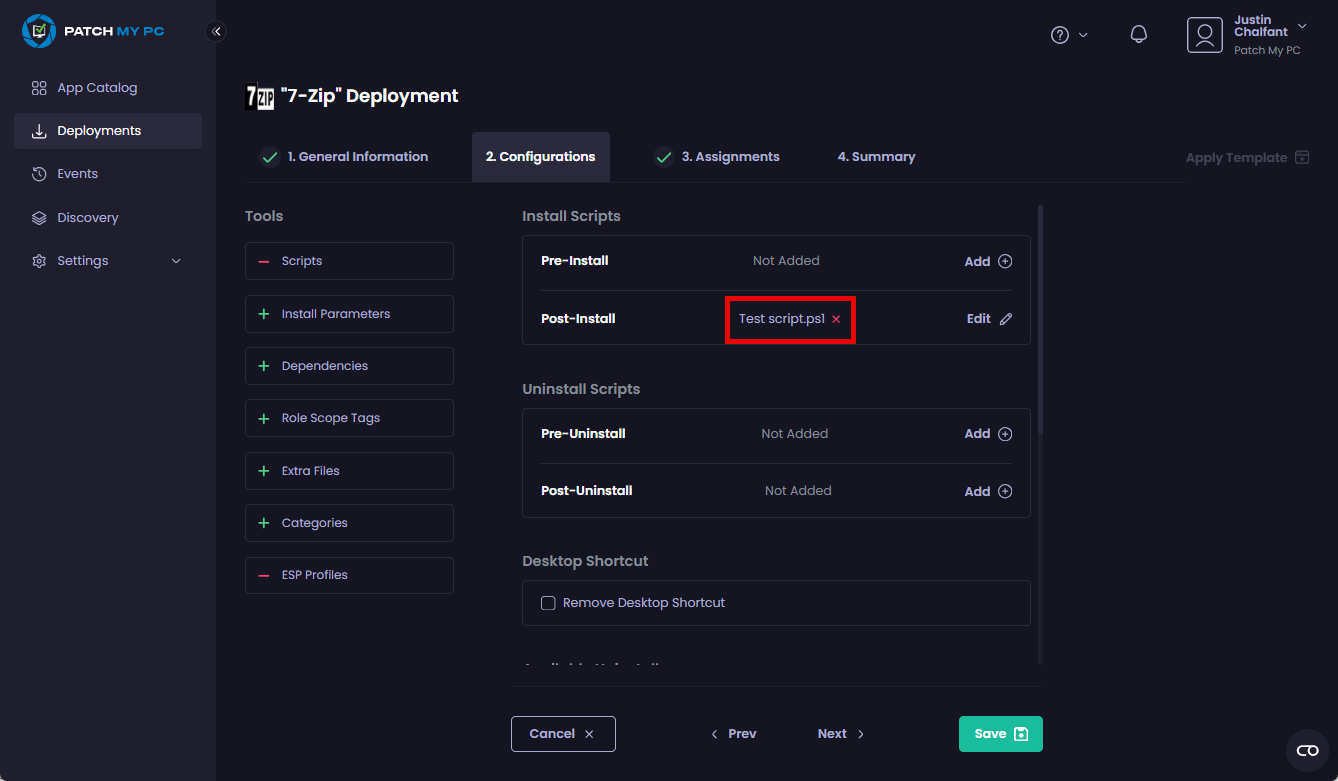 PATCH MY PC
Justin
Chalfant
Patch My PC
App Catalog
Deployments
Events
Discovery
Settings
7ZIP "7-Zip" Deployment
1. General Information
2. Configurations
3. Assignments
4. Summary
Apply Template
Tools
Scripts
Install Parameters
Dependencies
Role Scope Tags
Extra Files
Categories
ESP Profiles
Install Scripts
Pre-Install Not Added Add
Post-Install Test script.ps1 Edit
Uninstall Scripts
Pre-Uninstall Not Added Add
Post-Uninstall Not Added Add
Desktop Shortcut
Remove Desktop Shortcut
Cancel Prev Next Save